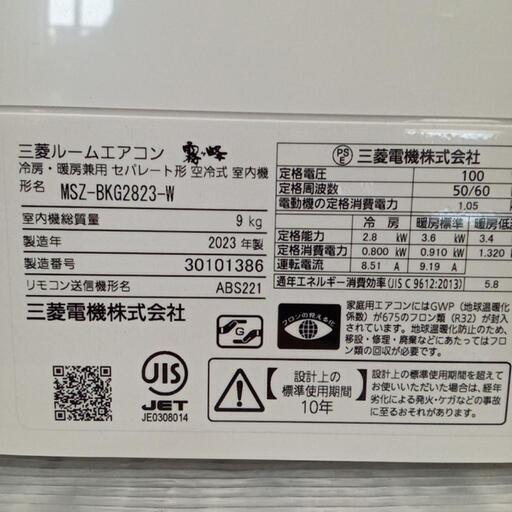 三菱ルームエアコン 霧ヶ峰
冷房・暖房兼用 セパレート形 空冷式 室内機
形名 MSZ-BKG2823-W
室内機総質量 9 kg
製造年 2023 年製
製造番号 30101386
リモコン送信機形名 ABS221
三菱電機株式会社
G
JIS
JET
JE0308014
設計上の
標準使用期間
10年
PS
E
三菱電機株式会社
定格電圧 100
定格周波数 50/60
電動機の定格消費電力 1.05
冷 房 暖房標準 暖房低温
定格能力 2.8 kW 3.6 kW 3.4
定格消費電力 0.800 kW 0.910 kW 1.320
運転電流 8.51 A 9.19 A
通年エネルギー消費効率(JIS C 9612:2013) 5.8
フロンの見える化
家庭用エアコンにはGWP（地球温暖化
係数）が675のフロン類（R32）が封入
されています。地球温暖化防止のため、
移設・修理・廃棄などにあたってはフロ
ン類の回収が必要です。
設計上の標準使用期間を超えて
お使いいただいた場合は、経年
劣化による発火・ケガなどの事故
に至るおそれがあります。